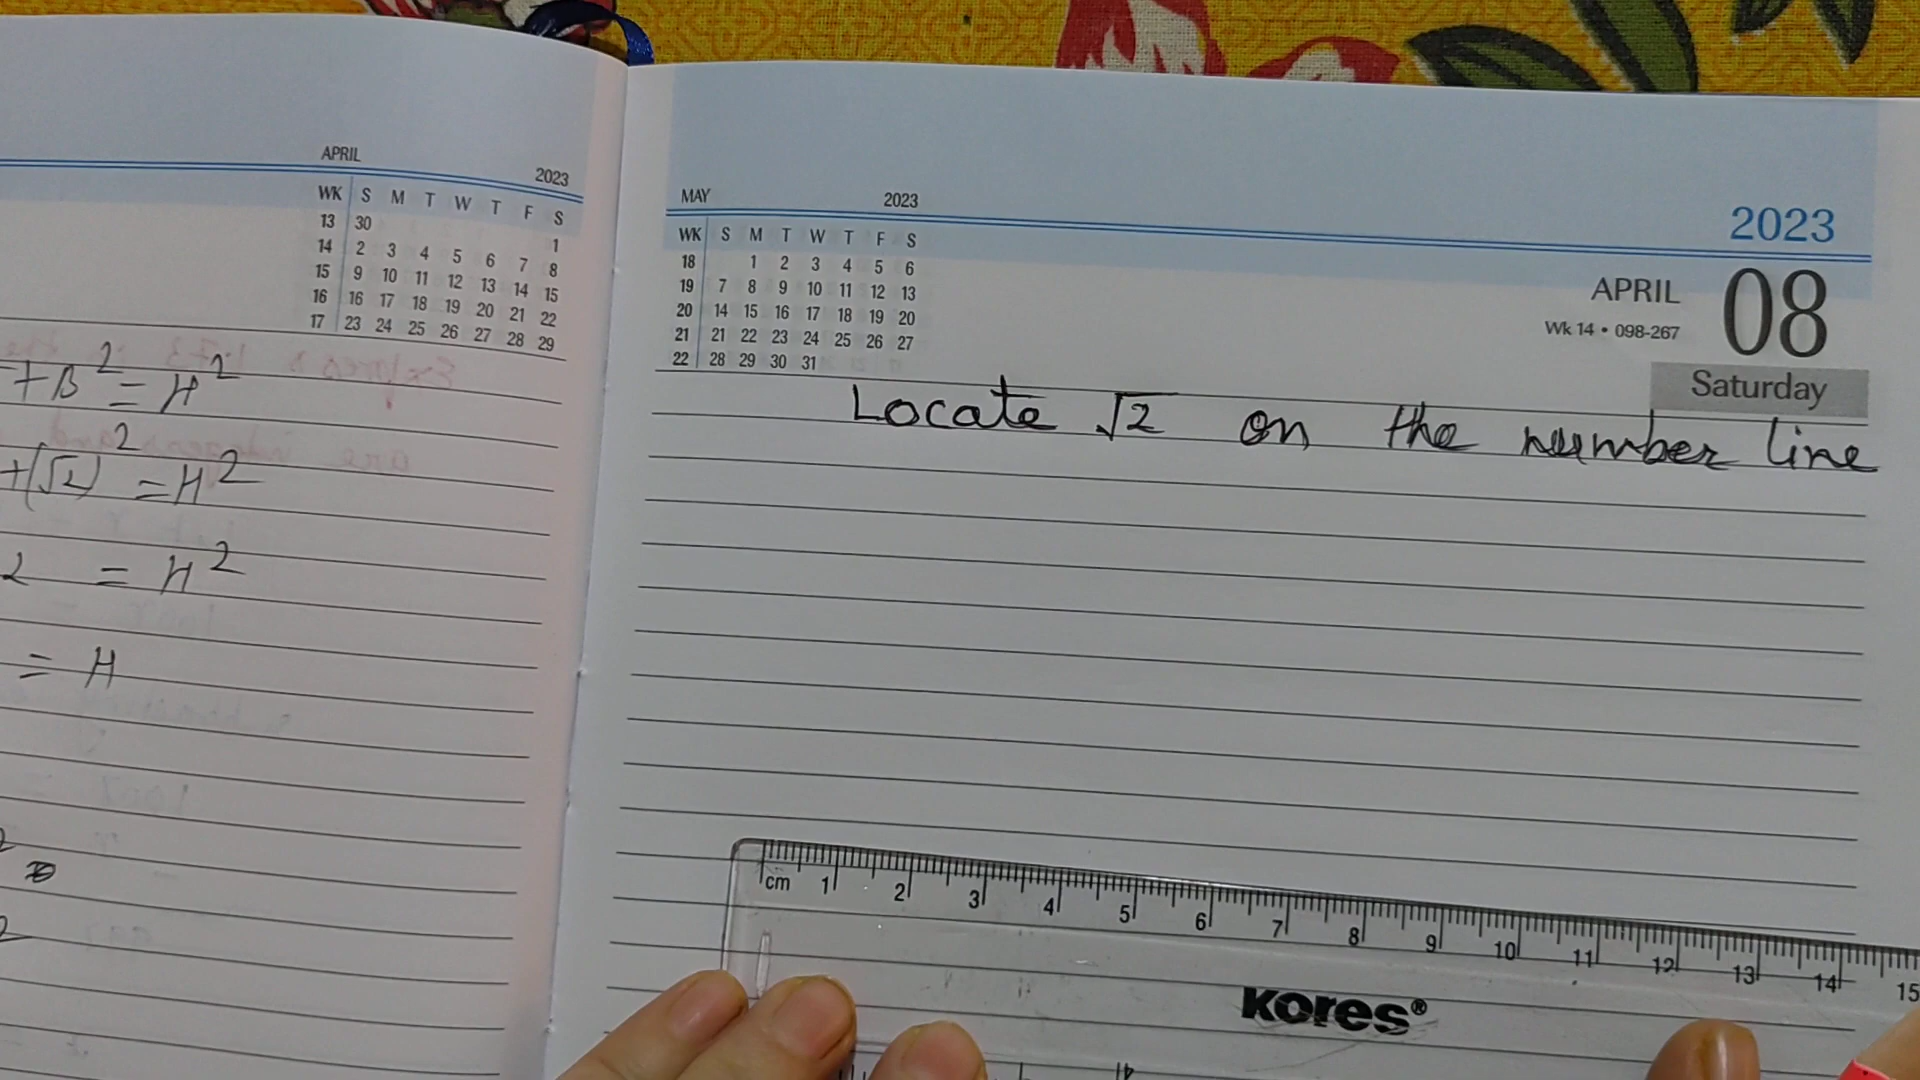 APRIL 2023
WK S M T W T F S
13 30 1
14 2 3 4 5 6 7 8
15 9 10 11 12 13 14 15
16 16 17 18 19 20 21 22
17 23 24 25 26 27 28 29
+B² = H²
+(√2)² = H²
2 = H²
= H
MAY 2023
WK S M T W T F S
18 1 2 3 4 5 6
19 7 8 9 10 11 12 13
20 14 15 16 17 18 19 20
21 21 22 23 24 25 26 27
22 28 29 30 31
2023
APRIL 08
Wk 14 • 098-267
Saturday
Locate √2 on the number line
cm 1 2 3 4 5 6 7 8 9 10 11 12 13 14 15
kores®